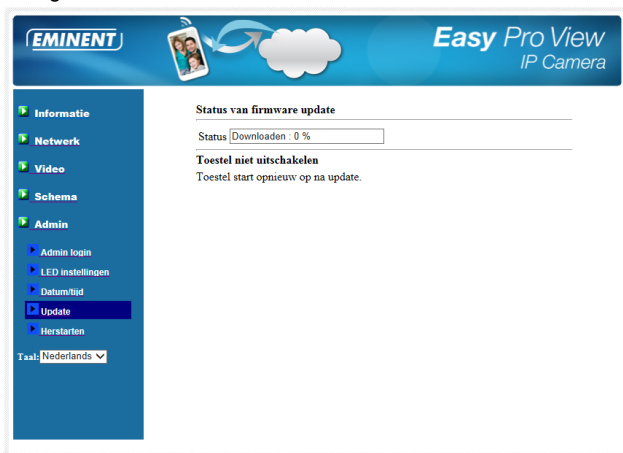 EMINENT
Easy Pro View
IP Camera
Informatie
Netwerk
Video
Schema
Admin
Admin login
LED instellingen
Datum/tijd
Update
Herstarten
Taal: Nederlands
Status van firmware update
Status Downloaden : 0 %
Toestel niet uitschakelen
Toestel start opnieuw op na update.